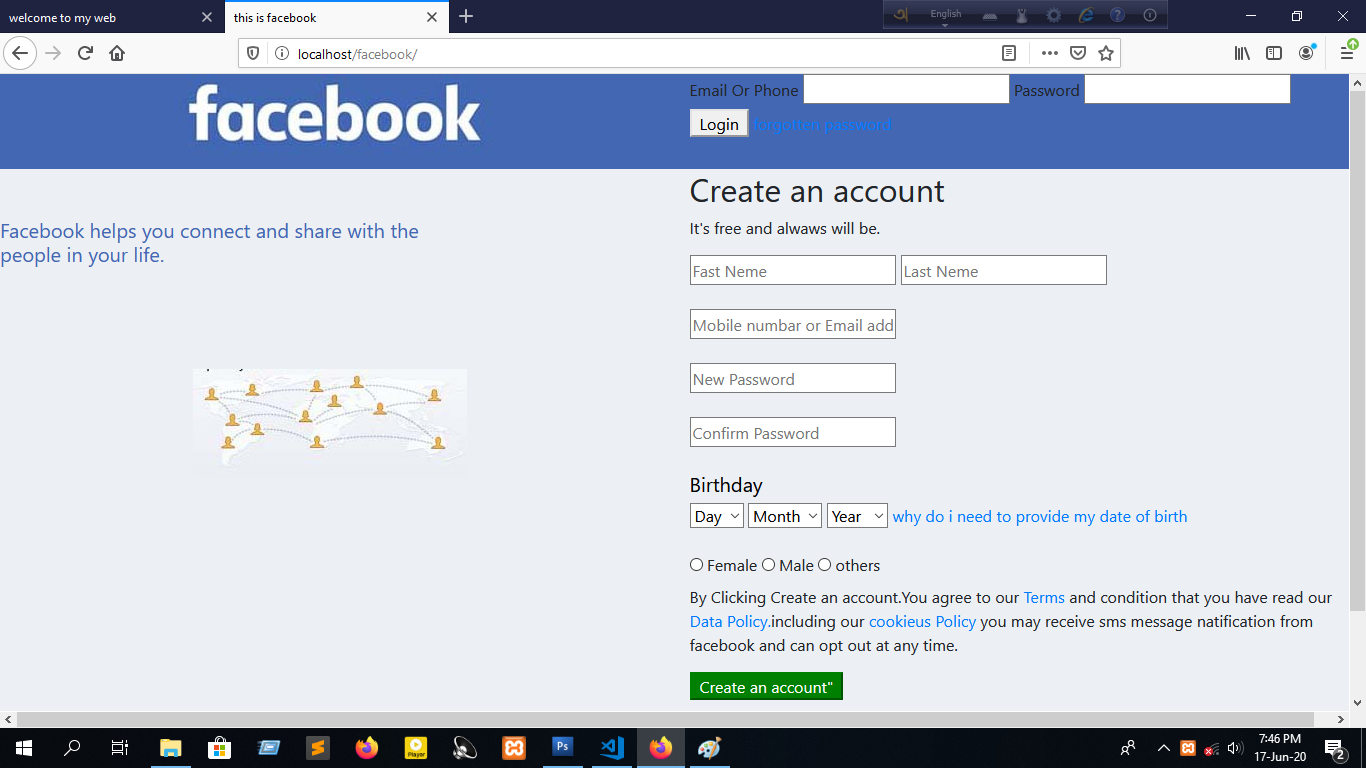 welcome to my web
this is facebook
English
localhost/facebook/
facebook
Email Or Phone
Password
Login
forgotten password
Create an account
It's free and alwaws will be.
Facebook helps you connect and share with the
people in your life.
Fast Neme
Last Neme
Mobile numbar or Email add
New Password
Confirm Password
Birthday
Day
Month
Year
why do i need to provide my date of birth
Female
Male
others
By Clicking Create an account.You agree to our Terms and condition that you have read our
Data Policy.including our cookieus Policy you may receive sms message natification from
facebook and can opt out at any time.
Create an account"
Player
Ps
7:46 PM
17-Jun-20
2